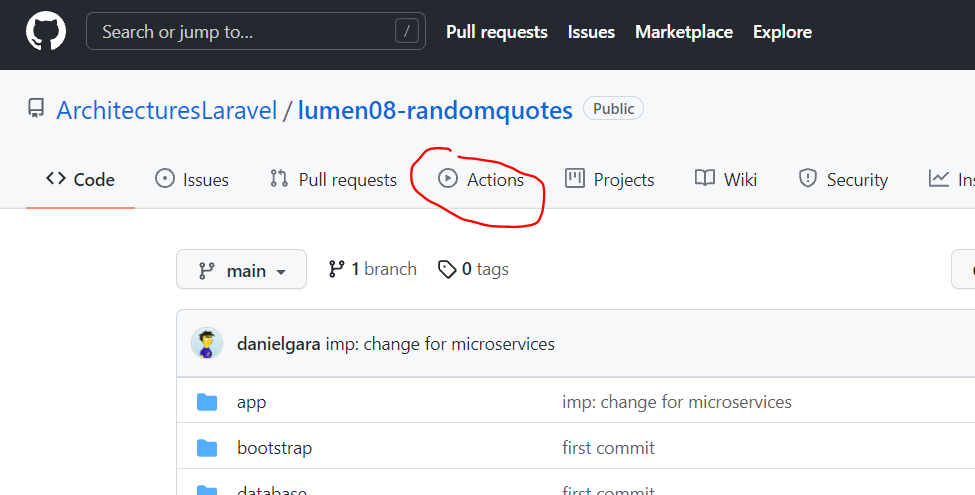 Search or jump to... / Pull requests Issues Marketplace Explore
ArchitecturesLaravel / lumen08-randomquotes Public
Code Issues Pull requests Actions Projects Wiki Security
main 1 branch 0 tags
danielgara imp: change for microservices
app imp: change for microservices
bootstrap first commit
database first commit